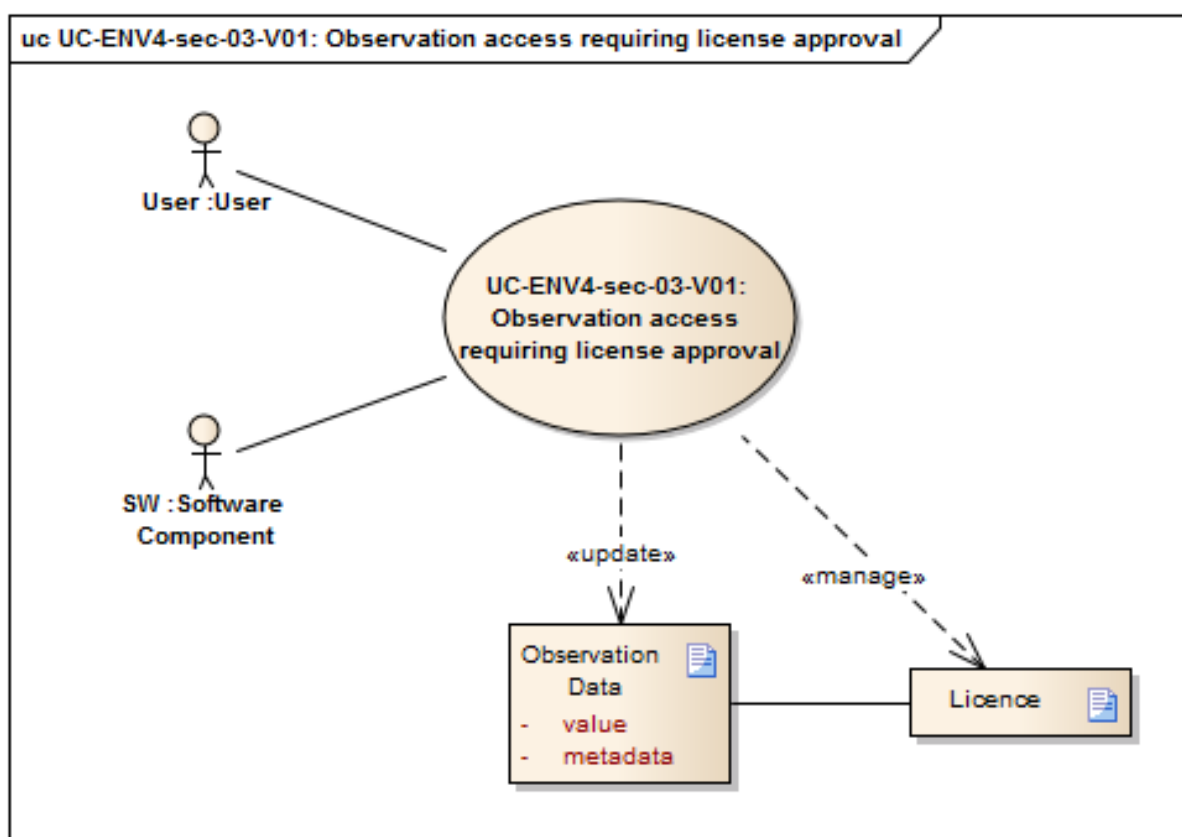 uc UC-ENV4-sec-03-V01: Observation access requiring license approval
User :User
UC-ENV4-sec-03-V01:
Observation access
requiring license approval
SW :Software
Component
«update»
«manage»
Observation
Data
- value
- metadata
Licence